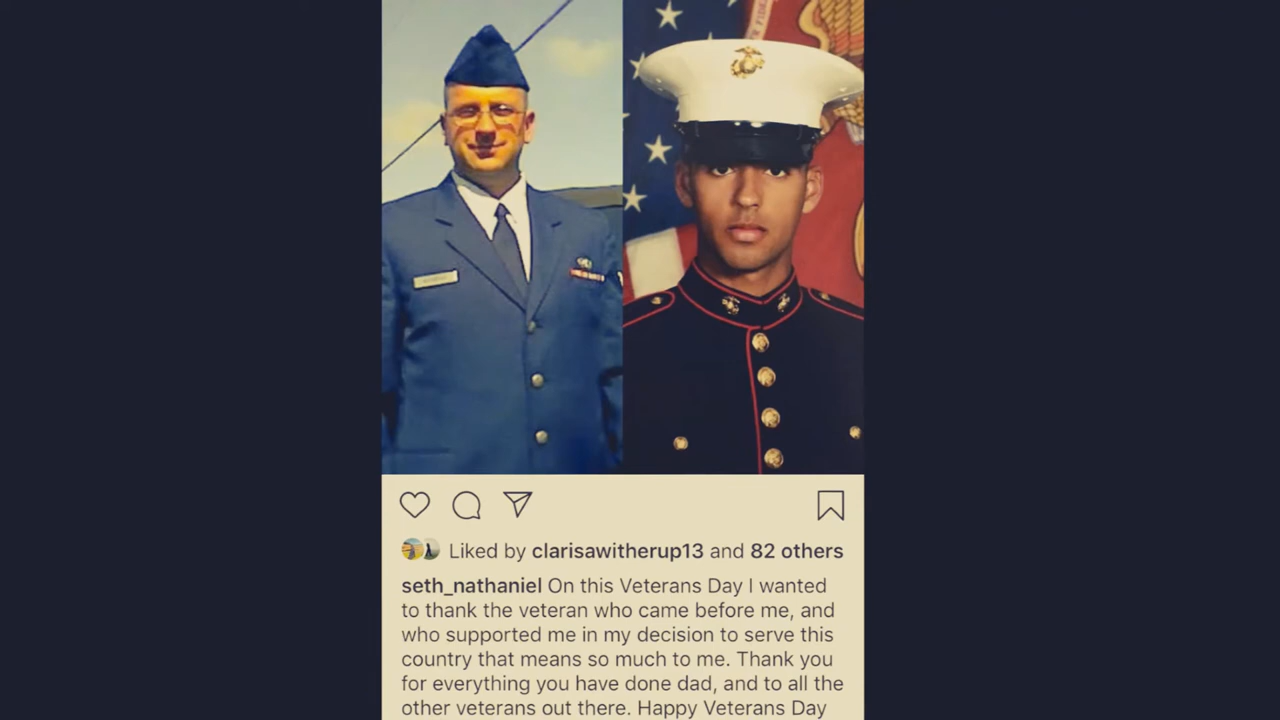 Liked by clarisawitherup13 and 82 others
seth_nathaniel On this Veterans Day I wanted
to thank the veteran who came before me, and
who supported me in my decision to serve this
country that means so much to me. Thank you
for everything you have done dad, and to all the
other veterans out there. Happy Veterans Day